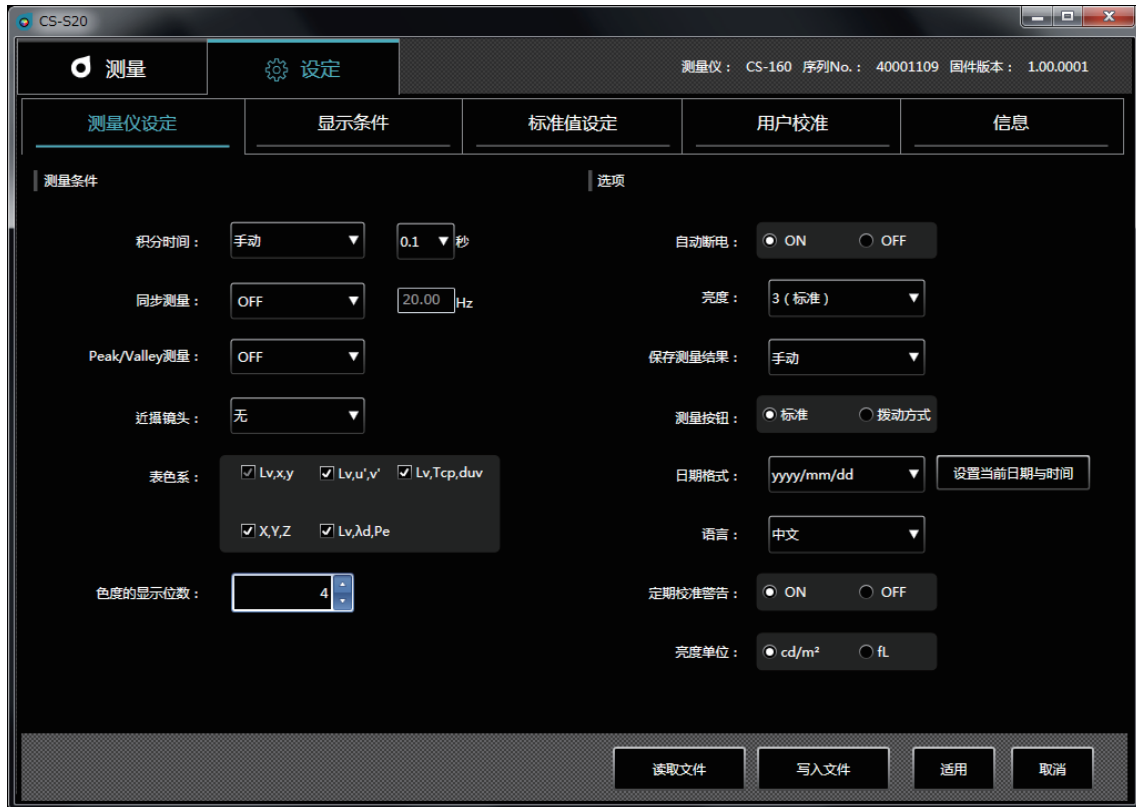 CS-S20
测量 设定 测量仪： CS-160 序列No.： 40001109 固件版本： 1.00.0001
测量仪设定 显示条件 标准值设定 用户校准 信息
测量条件 选项
积分时间： 手动 0.1 秒 自动断电： ON OFF
同步测量： OFF 20.00 Hz 亮度： 3（标准）
Peak/Valley测量： OFF 保存测量结果： 手动
近摄镜头： 无 测量按钮： 标准 拨动方式
表色系： Lv,x,y Lv,u',v' Lv,Tcp,duv 日期格式： yyyy/mm/dd 设置当前日期与时间
X,Y,Z Lv,λd,Pe 语言： 中文
色度的显示位数： 4 定期校准警告： ON OFF
亮度单位： cd/m² fL
读取文件 写入文件 适用 取消